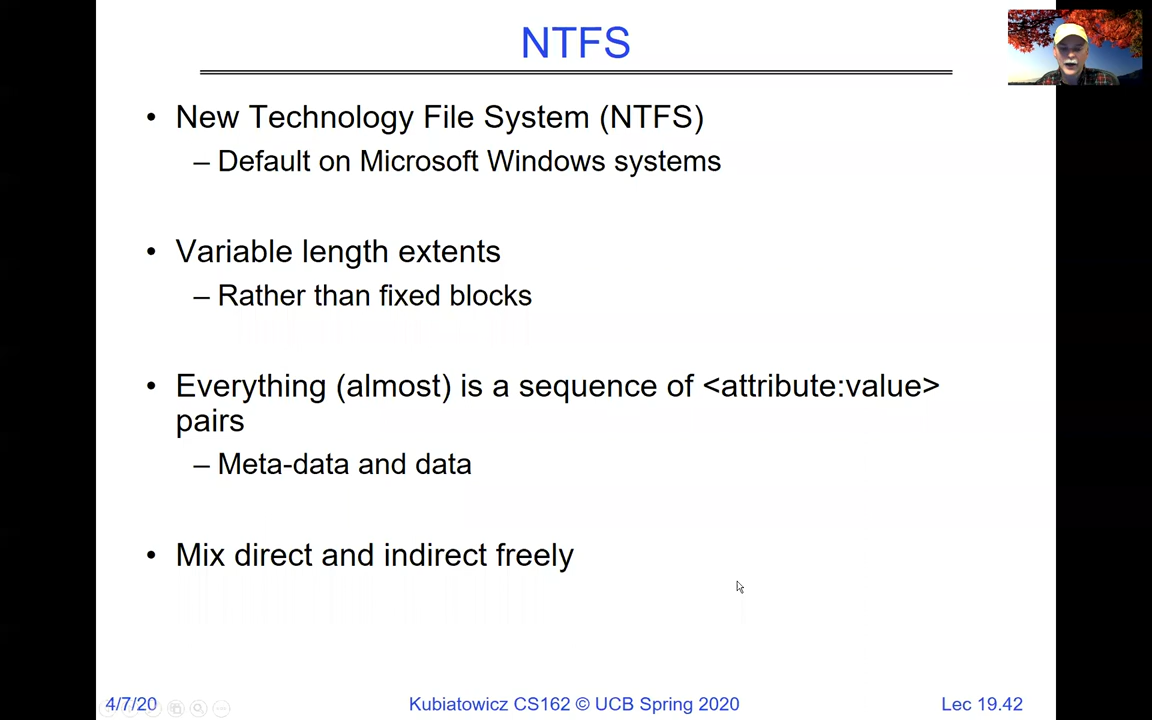 NTFS
• New Technology File System (NTFS)
– Default on Microsoft Windows systems
• Variable length extents
– Rather than fixed blocks
• Everything (almost) is a sequence of <attribute:value>
pairs
– Meta-data and data
• Mix direct and indirect freely
4/7/20
Kubiatowicz CS162 © UCB Spring 2020
Lec 19.42